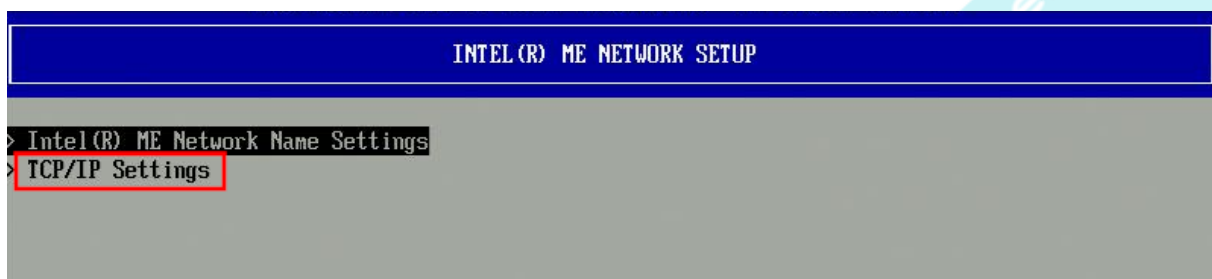 INTEL(R) ME NETWORK SETUP
> Intel(R) ME Network Name Settings
> TCP/IP Settings